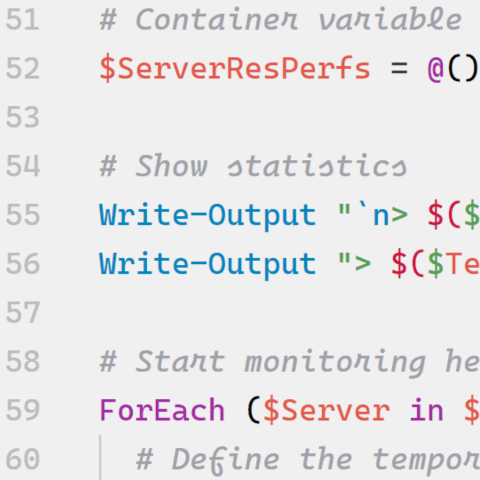 51 # Container variable
52 $ServerResPerfs = @()
53
54 # Show statistics
55 Write-Output "`n> $($
56 Write-Output "> $($Te
57
58 # Start monitoring he
59 ForEach ($Server in $
60 # Define the tempor